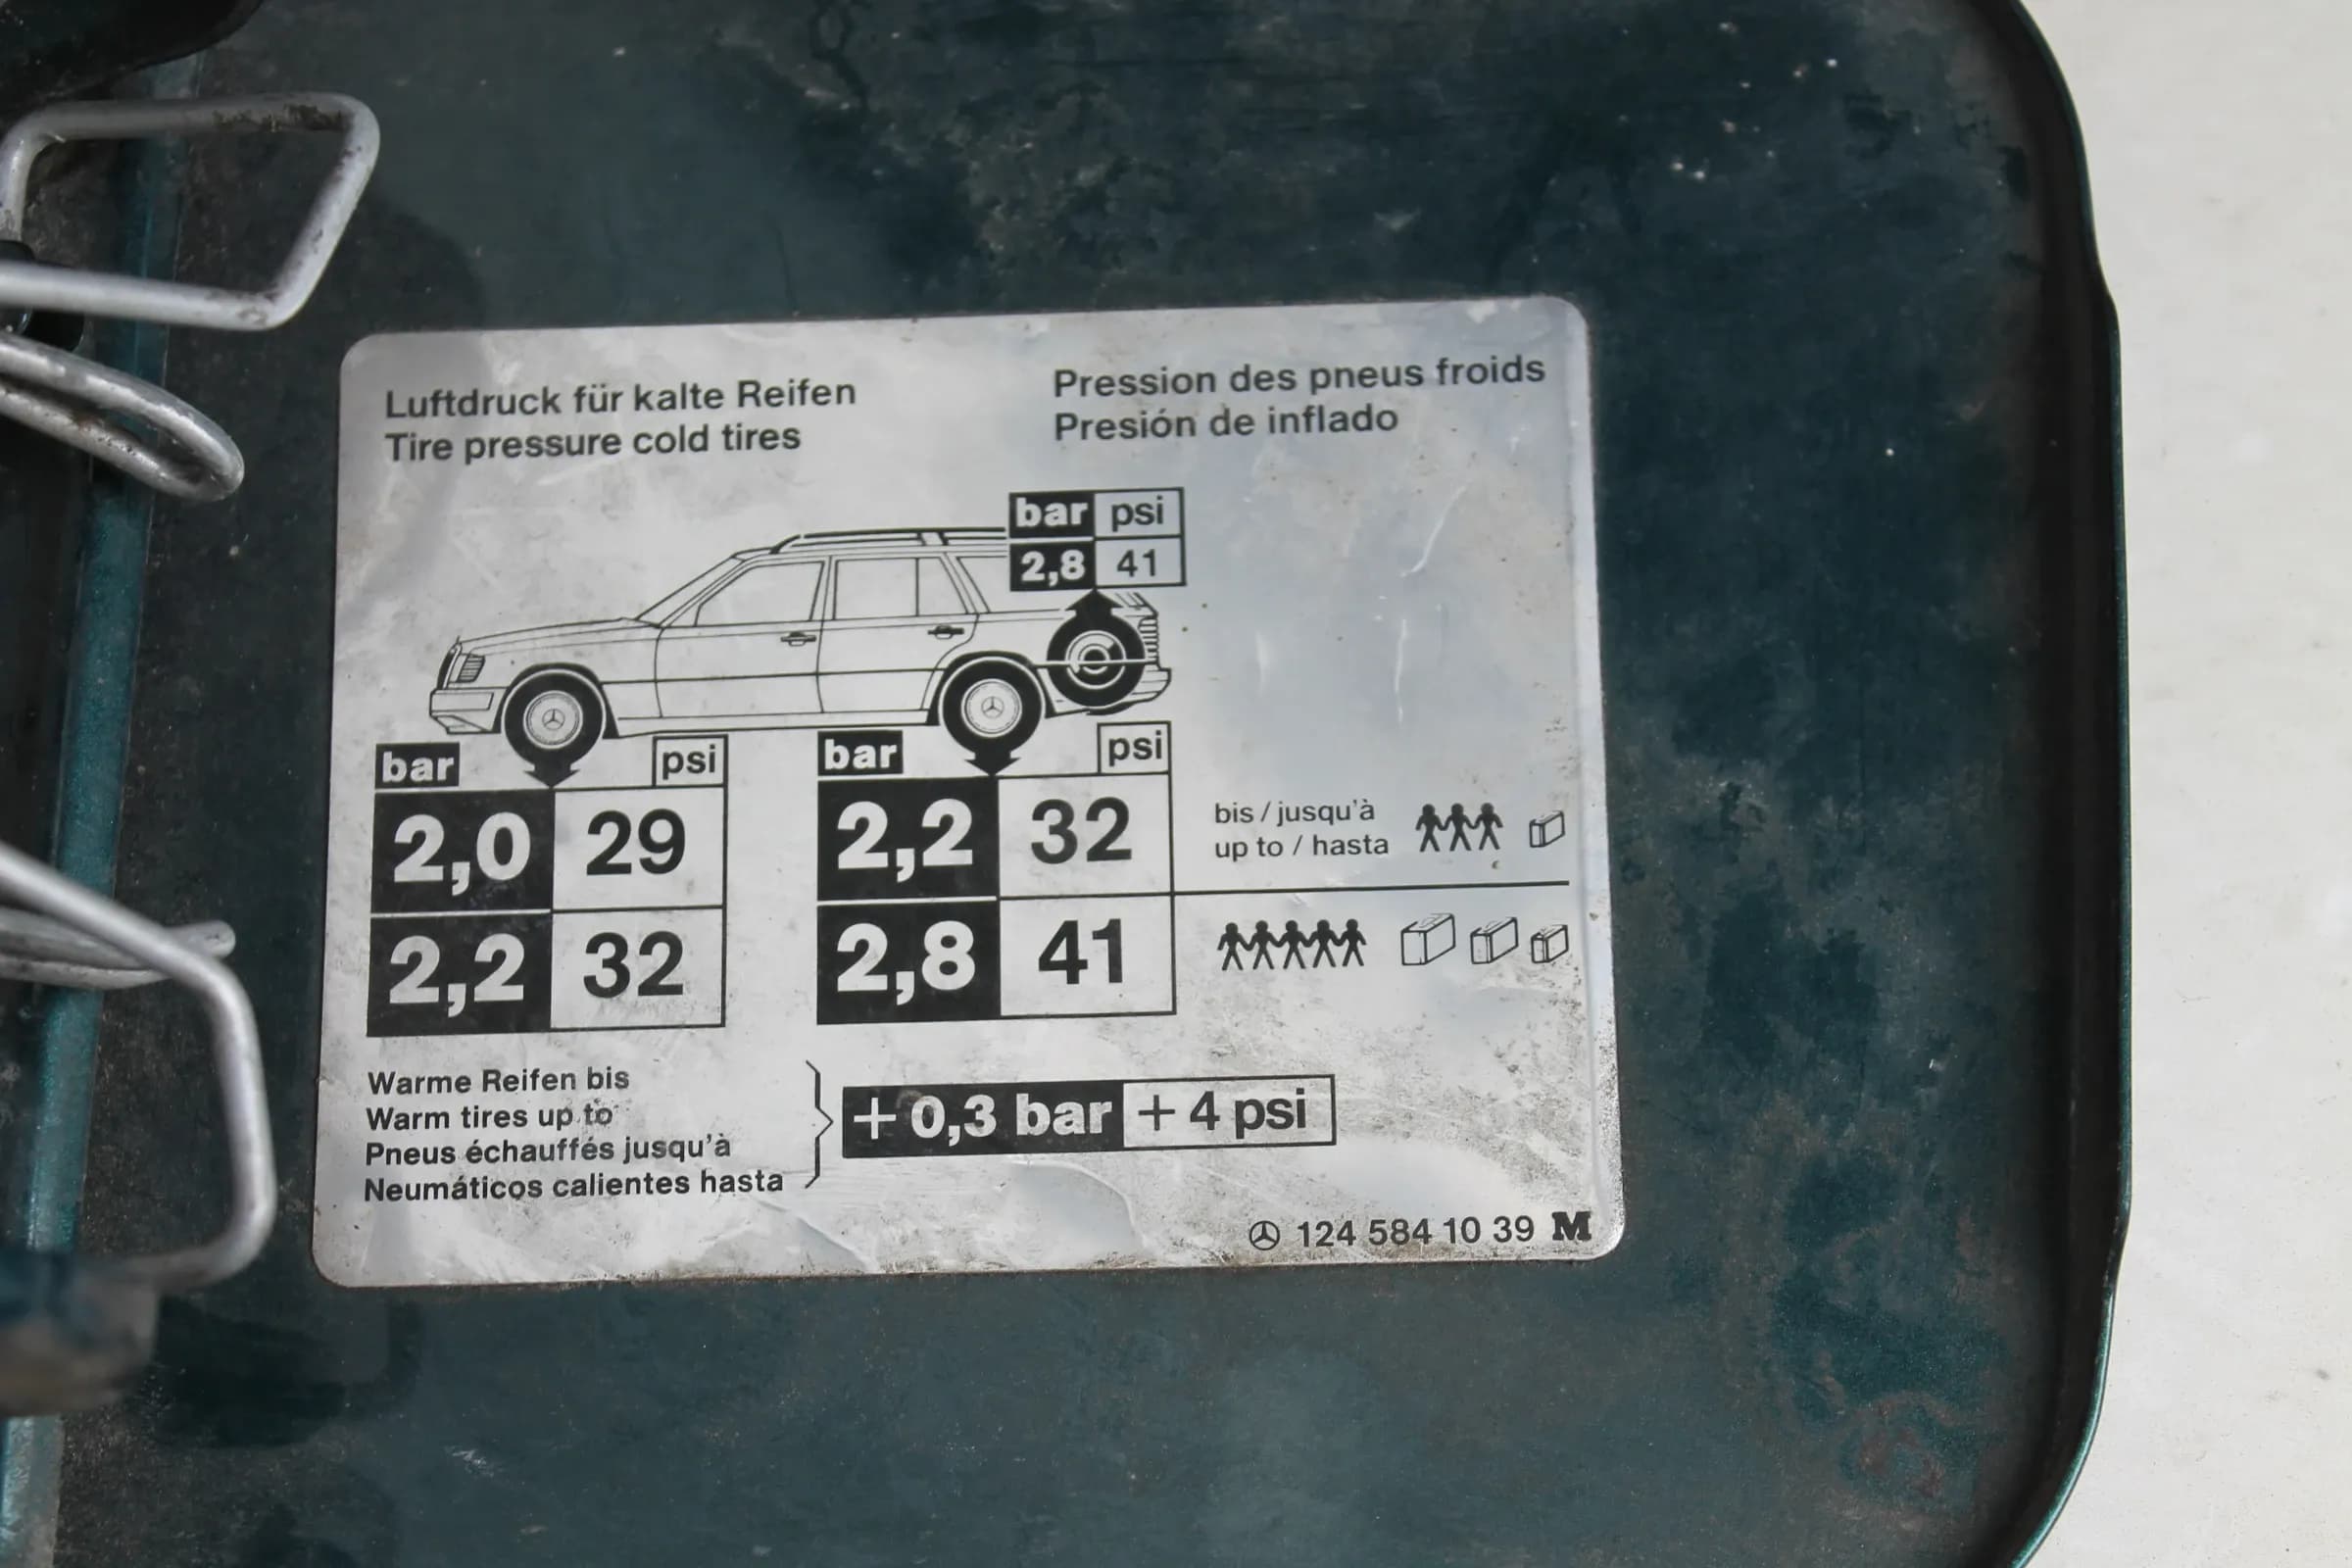 Luftdruck für kalte Reifen
Tire pressure cold tires
Pression des pneus froids
Presión de inflado
bar psi
2,8 41
bar psi
2,0 29
2,2 32
bar psi
2,2 32
2,8 41
bis / jusqu'à
up to / hasta
Warme Reifen bis
Warm tires up to
Pneus échauffés jusqu'à
Neumáticos calientes hasta
+ 0,3 bar + 4 psi
124 584 10 39 M